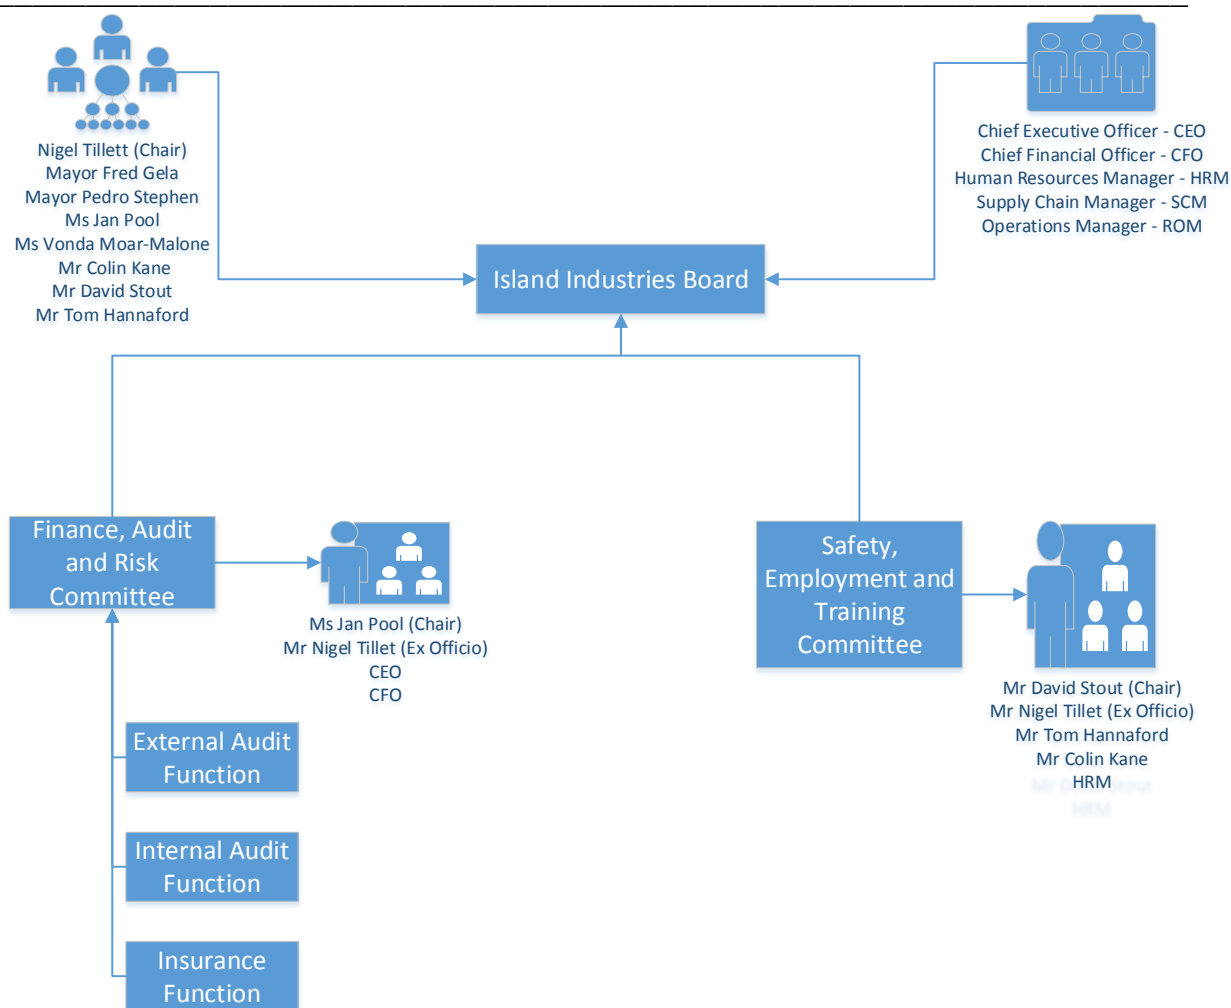 Nigel Tillett (Chair)
Mayor Fred Gela
Mayor Pedro Stephen
Ms Jan Pool
Ms Vonda Moar-Malone
Mr Colin Kane
Mr David Stout
Mr Tom Hannaford
Chief Executive Officer - CEO
Chief Financial Officer - CFO
Human Resources Manager - HRM
Supply Chain Manager - SCM
Operations Manager - ROM
Island Industries Board
Finance, Audit
and Risk
Committee
Ms Jan Pool (Chair)
Mr Nigel Tillet (Ex Officio)
CEO
CFO
Safety,
Employment and
Training
Committee
Mr David Stout (Chair)
Mr Nigel Tillet (Ex Officio)
Mr Tom Hannaford
Mr Colin Kane
HRM
HRM
External Audit
Function
Internal Audit
Function
Insurance
Function